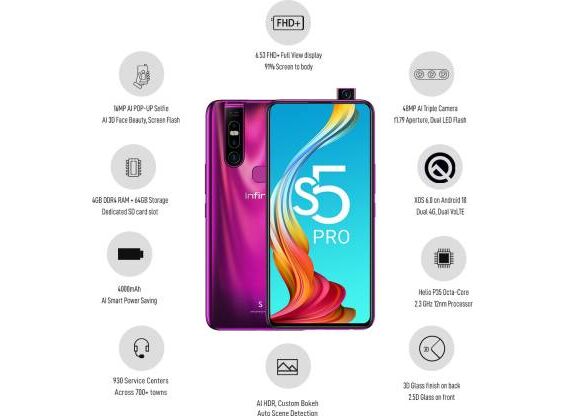 FHD+
6.53 FHD+ Full View display
91% Screen to body
16MP AI POP-UP Selfie
AI 3D Face Beauty, Screen Flash
48MP AI Triple Camera
f1.79 Aperture, Dual LED Flash
4GB DDR4 RAM + 64GB Storage
Dedicated SD card slot
XOS 6.0 on Android 10
Dual 4G, Dual VoLTE
Infin
S5
PRO
4000mAh
AI Smart Power Saving
Helio P35 Octa-Core
2.3 GHz 12nm Processor
S
930 Service Centers
Across 700+ towns
3D
3D Glass finish on back
2.5D Glass on front
AI HDR, Custom Bokeh
Auto Scene Detection